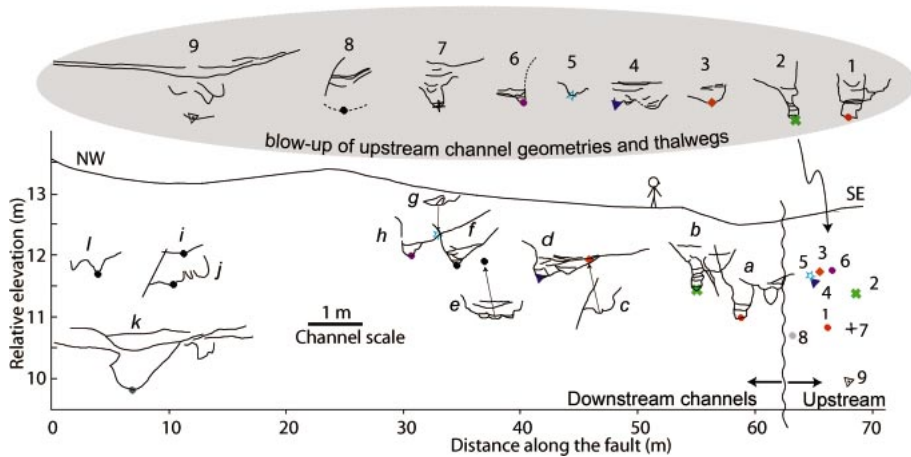 9 8 7 6 5 4 3 2 1
blow-up of upstream channel geometries and thalwegs
NW
SE
13
12
11
10
Relative elevation (m)
g
h
f
l
i
j
d
b
a
e
c
k
5 3 6
4 2
1
+7
8
9
1 m
Channel scale
Downstream channels
Upstream
0 10 20 30 40 50 60 70
Distance along the fault (m)